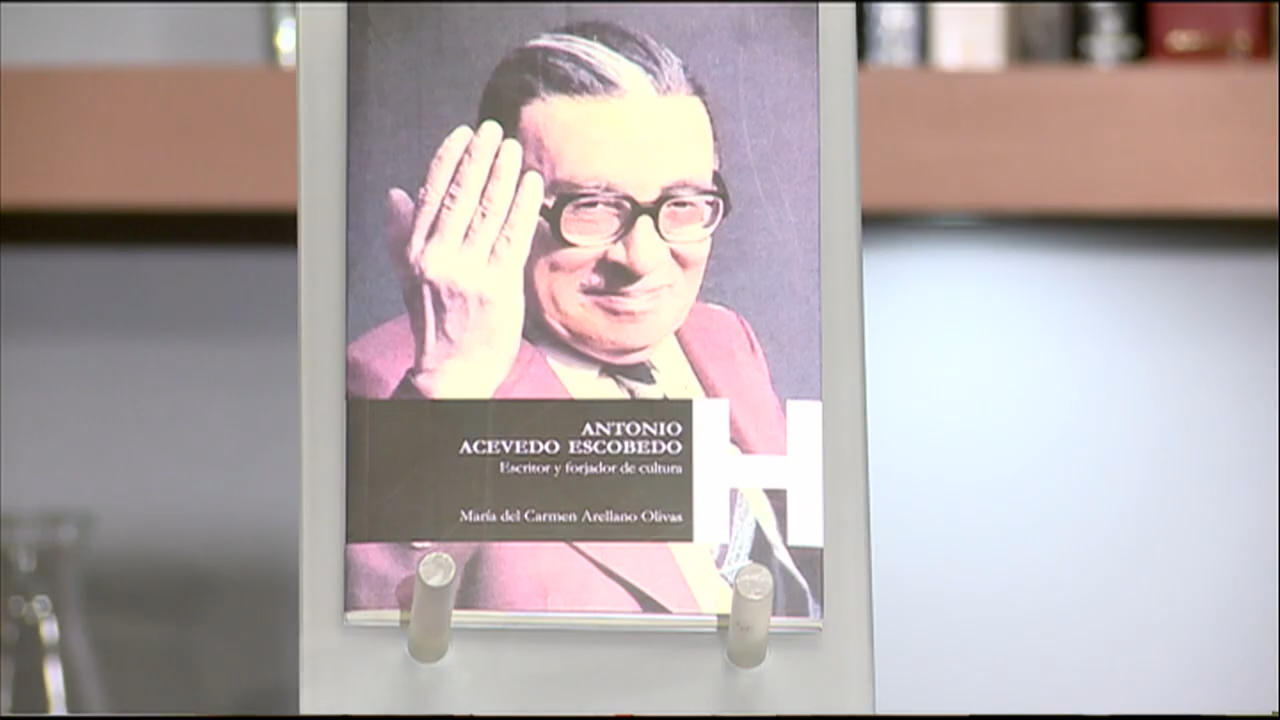 ANTONIO
ACEVEDO ESCOBEDO
Escritor y forjador de cultura
María del Carmen Arellano Olivas
H